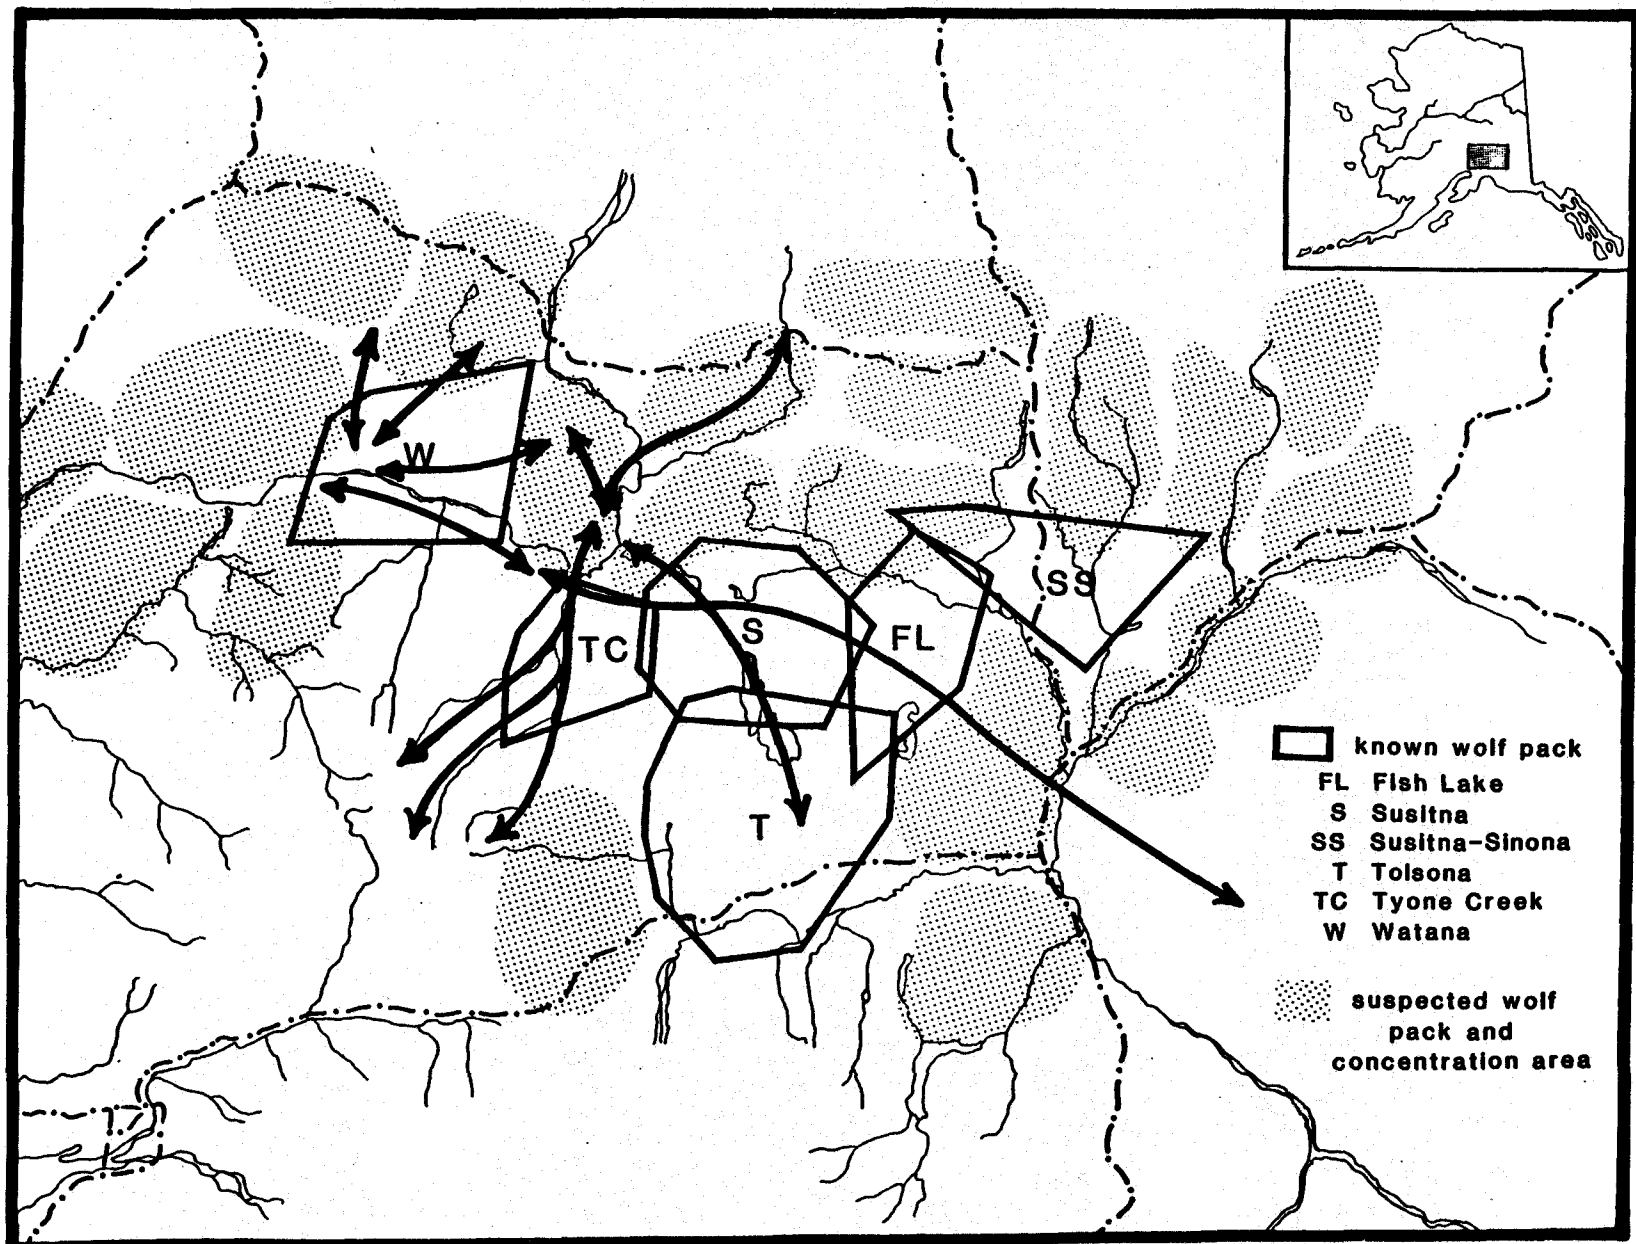 W
TC
S
FL
SS
T
known wolf pack
FL Fish Lake
S Susitna
SS Susitna-Sinona
T Tolsona
TC Tyone Creek
W Watana
suspected wolf
pack and
concentration area